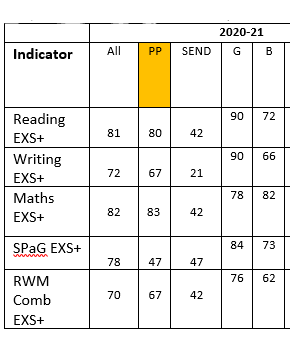 2020-21
Indicator All PP SEND G B
Reading EXS+ 81 80 42 90 72
Writing EXS+ 72 67 21 90 66
Maths EXS+ 82 83 42 78 82
SPaG EXS+ 78 47 47 84 73
RWM Comb EXS+ 70 67 42 76 62